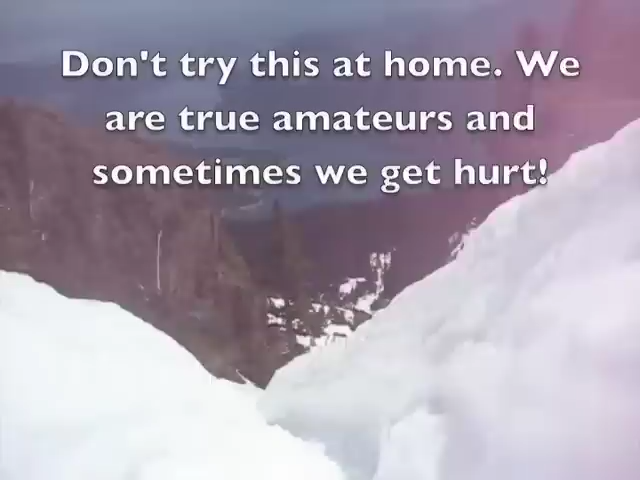 Don't try this at home. We
are true amateurs and
sometimes we get hurt!